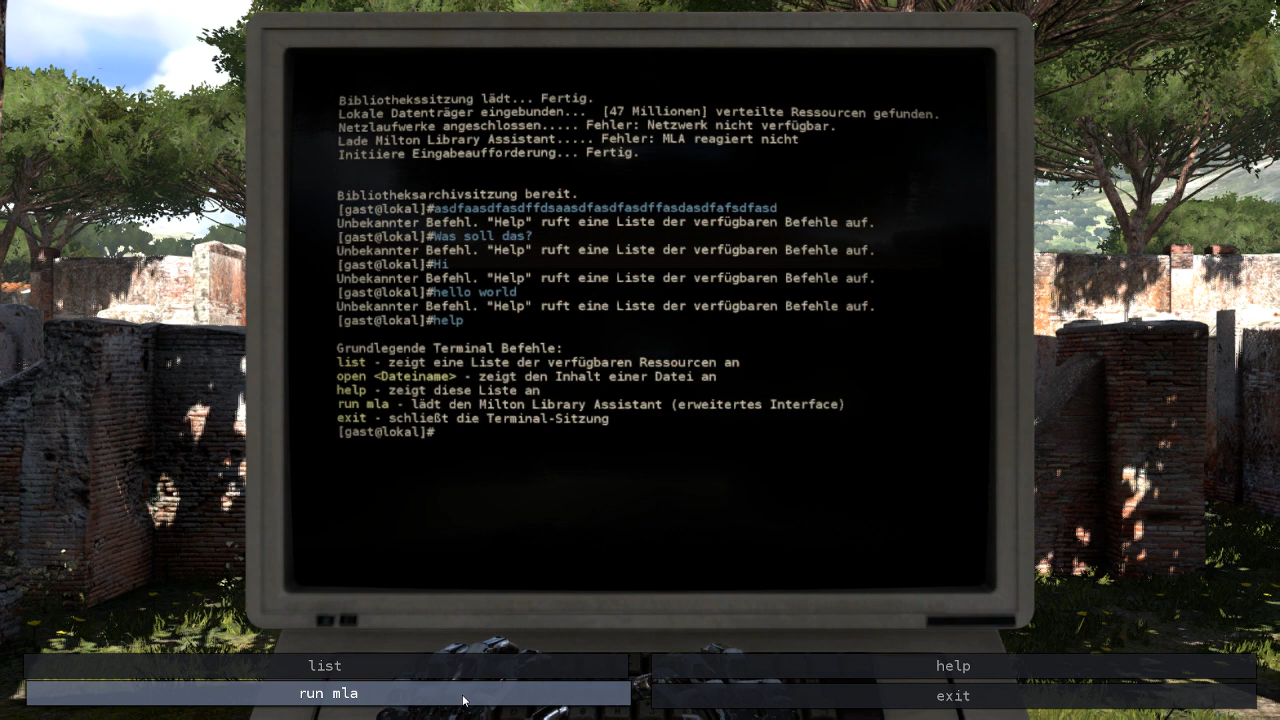 Bibliothekssitzung lädt... Fertig.
Lokale Datenträger eingebunden... [47 Millionen] verteilte Ressourcen gefunden.
Netzlaufwerke angeschlossen..... Fehler: Netzwerk nicht verfügbar.
Lade Milton Library Assistant..... Fehler: MLA reagiert nicht
Initiiere Eingabeaufforderung... Fertig.
Bibliotheksarchivsitzung bereit.
[gast@lokal]#asdfaasdfasdffdsaasdfasdfasdffasdasdfafsdfasd
Unbekannter Befehl. "Help" ruft eine Liste der verfügbaren Befehle auf.
[gast@lokal]#Was soll das?
Unbekannter Befehl. "Help" ruft eine Liste der verfügbaren Befehle auf.
[gast@lokal]#Hi
Unbekannter Befehl. "Help" ruft eine Liste der verfügbaren Befehle auf.
[gast@lokal]#hello world
Unbekannter Befehl. "Help" ruft eine Liste der verfügbaren Befehle auf.
[gast@lokal]#help
Grundlegende Terminal Befehle:
list - zeigt eine Liste der verfügbaren Ressourcen an
open <Dateiname> - zeigt den Inhalt einer Datei an
help - zeigt diese Liste an
run mla - lädt den Milton Library Assistant (erweitertes Interface)
exit - schließt die Terminal-Sitzung
[gast@lokal]#
list
help
run mla
exit